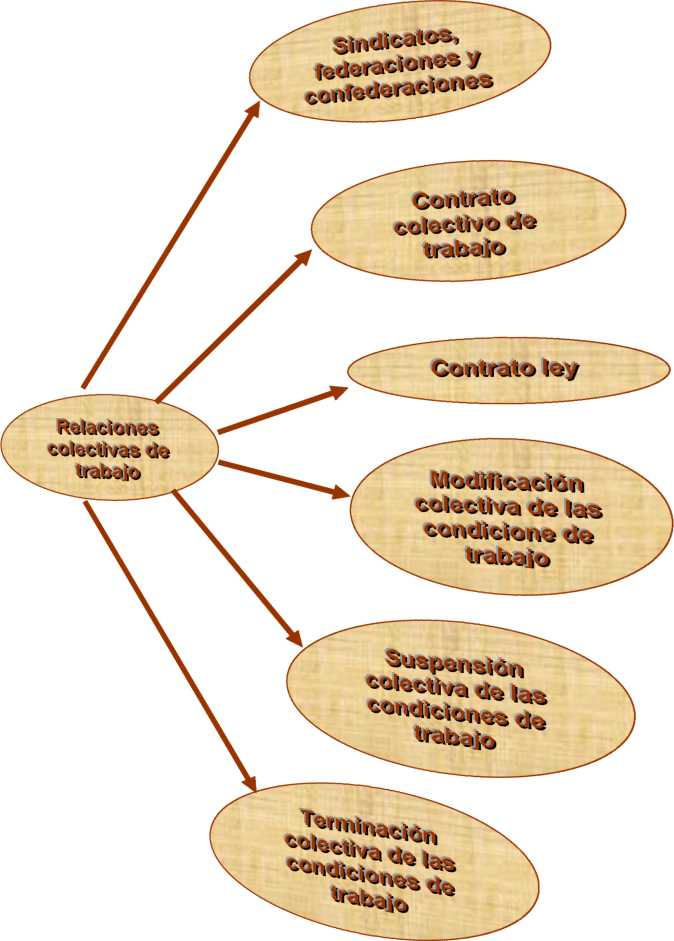 Sindicatos,
federaciones y
confederaciones
Contrato
colectivo de
trabajo
Contrato ley
Relaciones
colectivas de
trabajo
Modificación
colectiva de las
condicione de
trabajo
Suspensión
colectiva de las
condiciones de
trabajo
Terminación
colectiva de las
condiciones de
trabajo